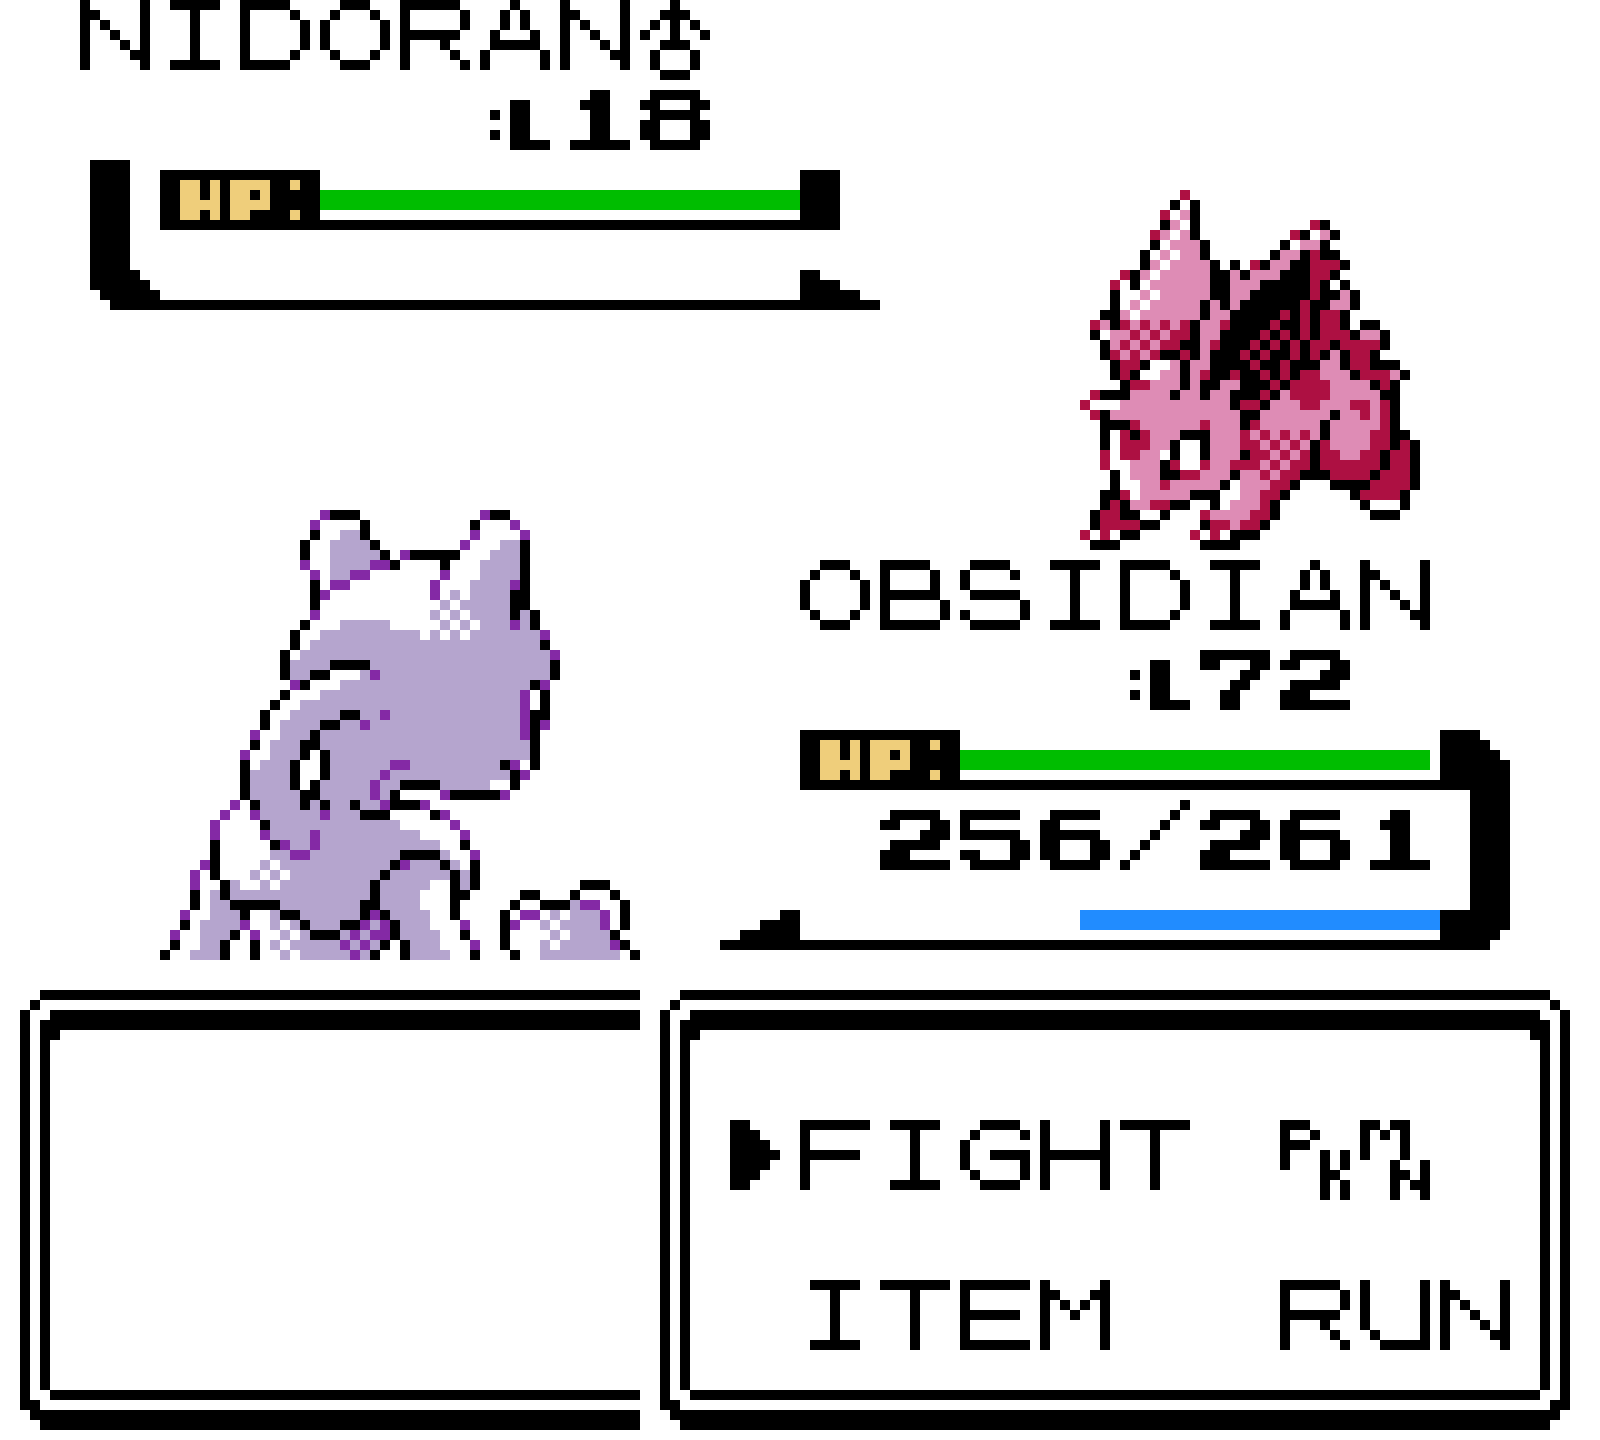 NIDORAN♂
:L18
HP:
OBSIDIAN
:L72
HP:
256/261
▶FIGHT PKMN
ITEM RUN